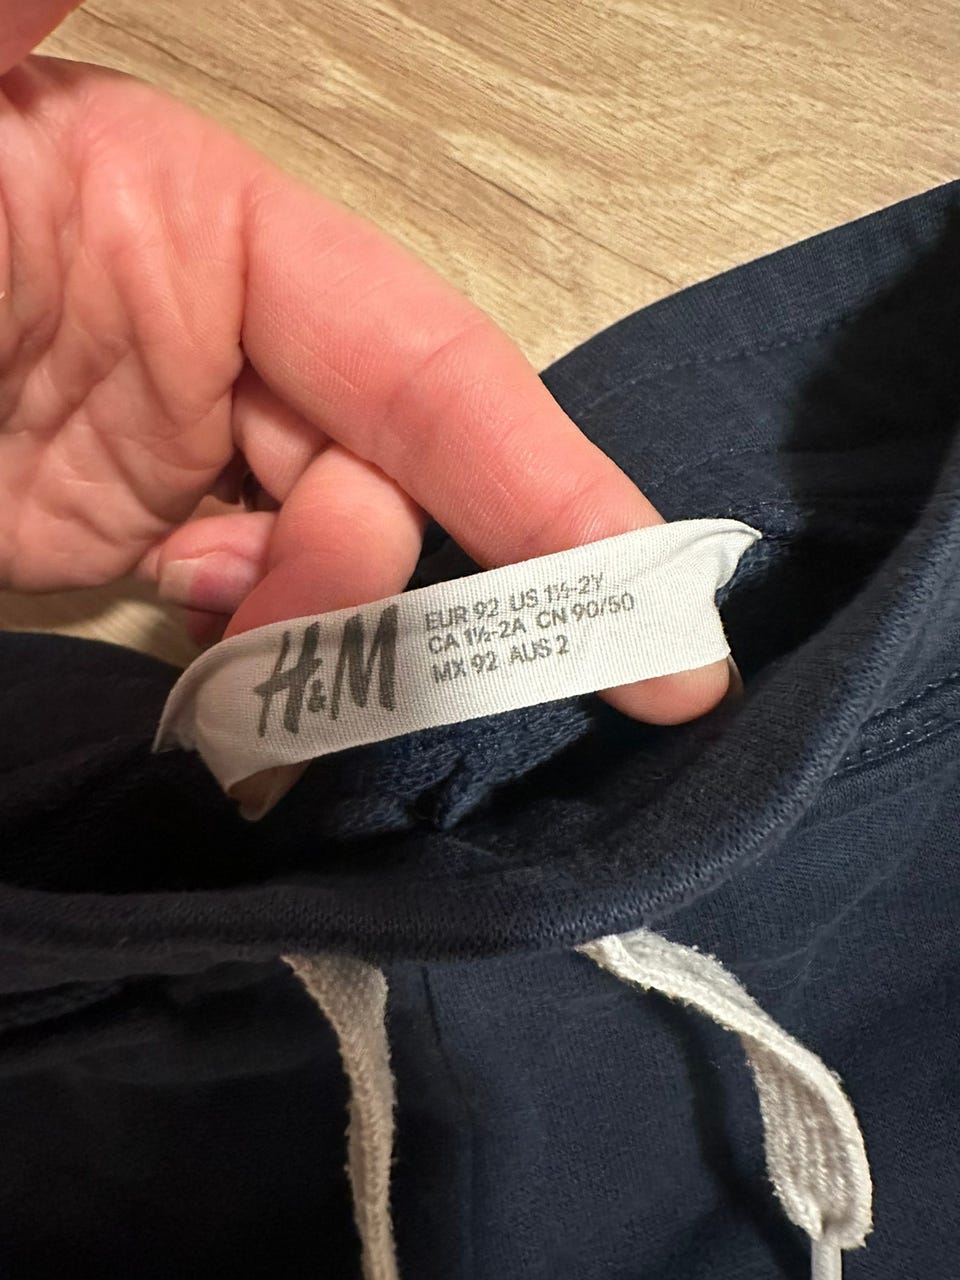 H&M
EUR 92 US 1½-2Y
CA 1½-2A CN 90/50
MX 92 AUS 2